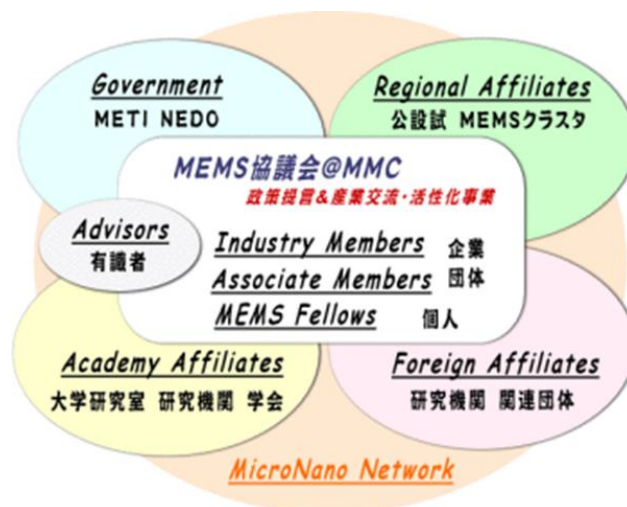 Government
METI NEDO
Regional Affiliates
公設試 MEMSクラスタ
MEMS協議会@MMC
政策提言&産業交流・活性化事業
Advisors
有識者
Industry Members 企業
Associate Members 団体
MEMS Fellows 個人
Academy Affiliates
大学研究室 研究機関 学会
Foreign Affiliates
研究機関 関連団体
MicroNano Network